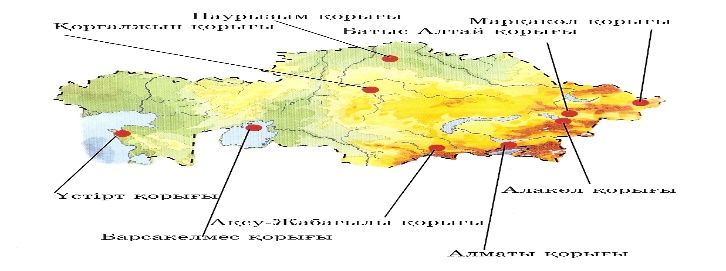 Наурызым қорығы
Марқакөл қорығы
Қорғалжын қорығы
Батыс Алтай қорығы
Алакөл қорығы
Үстірт қорығы
Ақсу-Жабағылы қорығы
Барсакелмес қорығы
Алматы қорығы